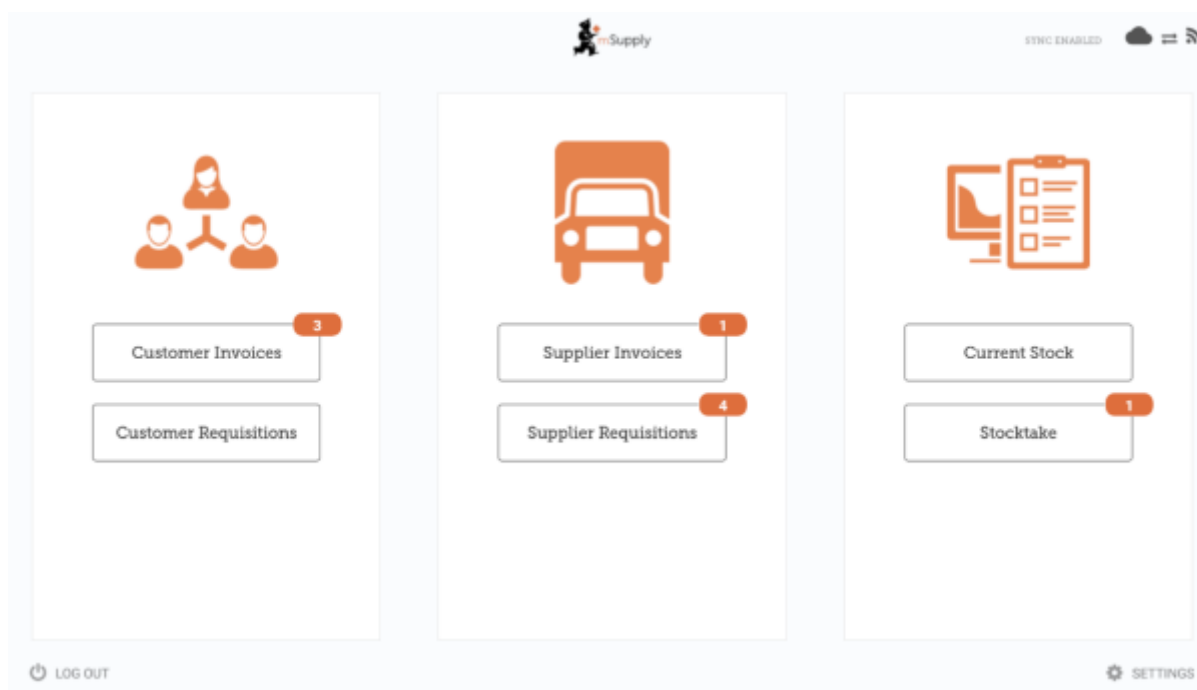 mSupply
SYNC ENABLED
3
Customer Invoices
Customer Requisitions
1
Supplier Invoices
4
Supplier Requisitions
Current Stock
1
Stocktake
LOG OUT
SETTINGS